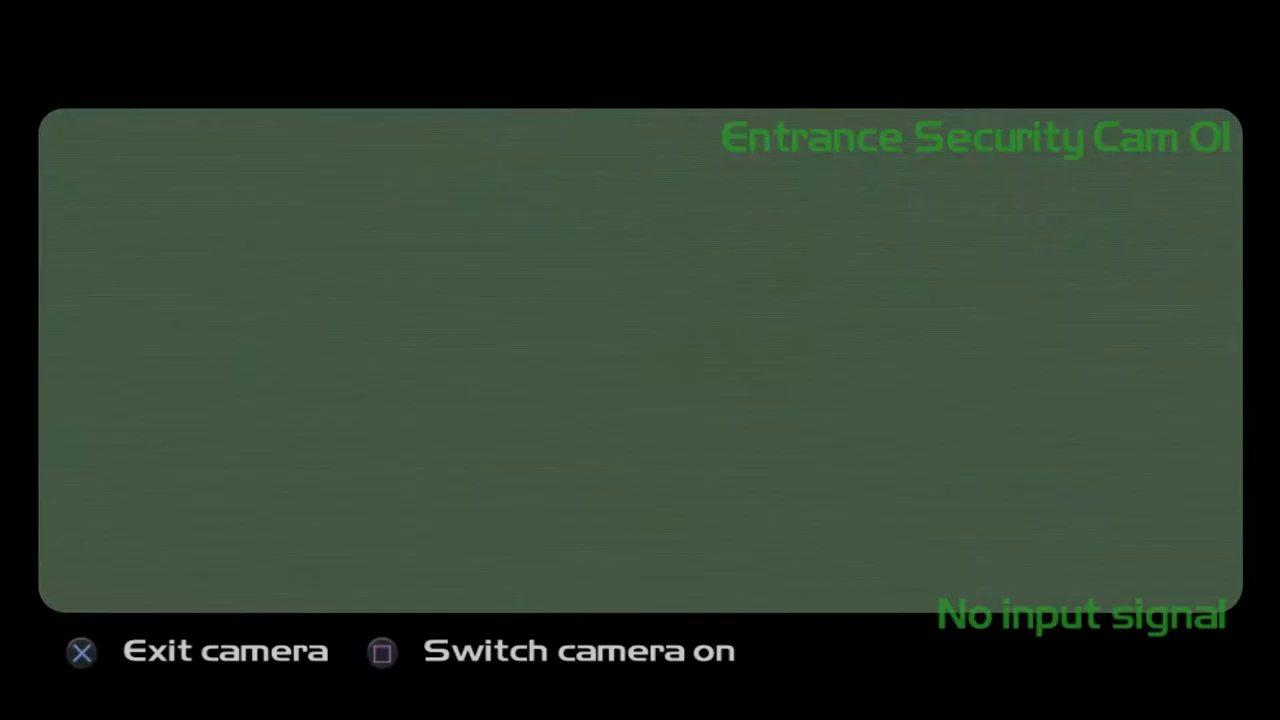 Entrance Security Cam 01
No input signal
Exit camera Switch camera on